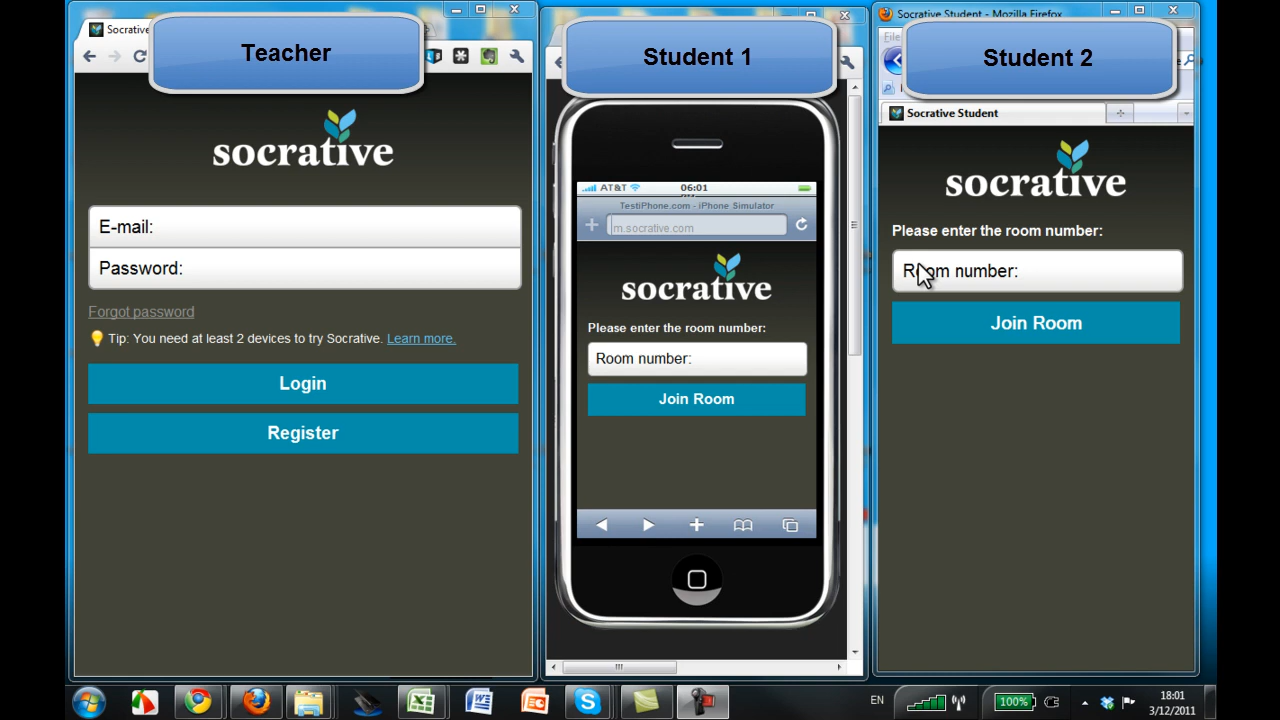 Teacher
Student 1
Student 2
Socrative
Socrative Student - Mozilla Firefox
File
Socrative Student
socrative
E-mail:
Password:
Forgot password
Tip: You need at least 2 devices to try Socrative. Learn more.
Login
Register
AT&T
06:01
TestiPhone.com - iPhone Simulator
m.socrative.com
socrative
Please enter the room number:
Room number:
Join Room
socrative
Please enter the room number:
Room number:
Join Room
EN
100%
18:01
3/12/2011